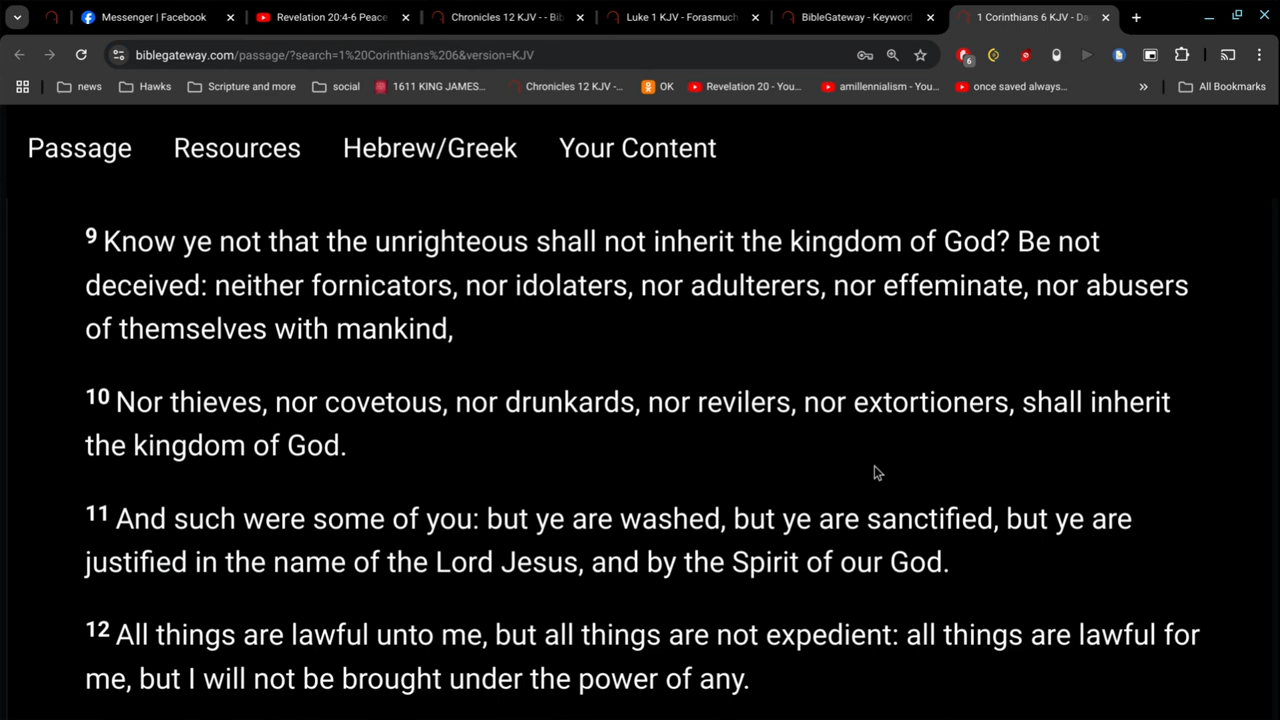 Messenger | Facebook
Revelation 20:4-6 Peace
Chronicles 12 KJV - - Bib
Luke 1 KJV - Forasmuch
BibleGateway - Keyword
1 Corinthians 6 KJV - Da
biblegateway.com/passage/?search=1%20Corinthians%206&version=KJV
6
news
Hawks
Scripture and more
social
1611 KING JAMES...
Chronicles 12 KJV -...
OK
Revelation 20 - You...
amillennialism - You...
once saved always...
All Bookmarks
Passage Resources Hebrew/Greek Your Content
9 Know ye not that the unrighteous shall not inherit the kingdom of God? Be not
deceived: neither fornicators, nor idolaters, nor adulterers, nor effeminate, nor abusers
of themselves with mankind,
10 Nor thieves, nor covetous, nor drunkards, nor revilers, nor extortioners, shall inherit
the kingdom of God.
11 And such were some of you: but ye are washed, but ye are sanctified, but ye are
justified in the name of the Lord Jesus, and by the Spirit of our God.
12 All things are lawful unto me, but all things are not expedient: all things are lawful for
me, but I will not be brought under the power of any.